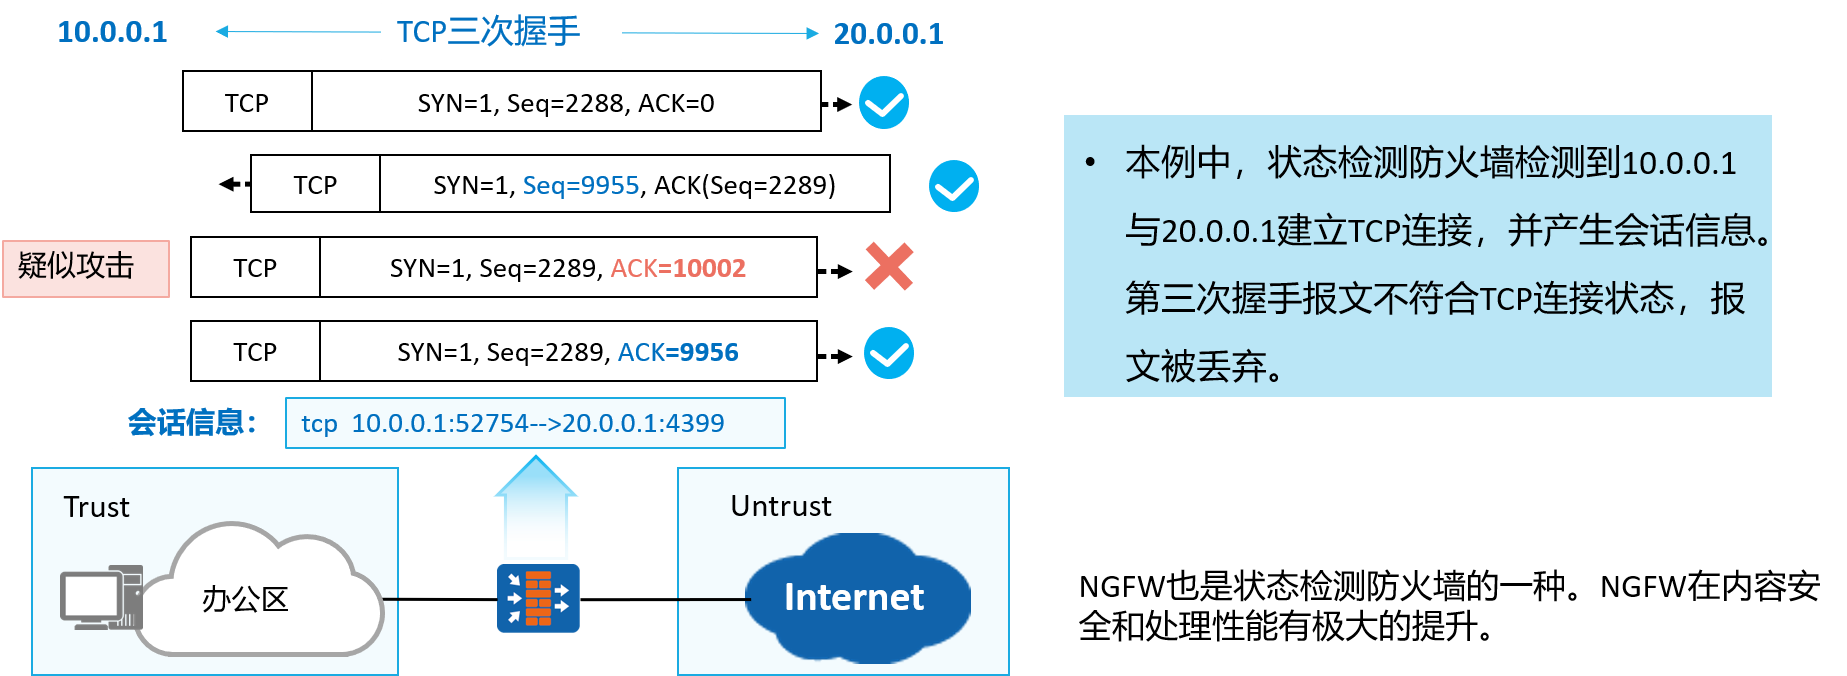 10.0.0.1
TCP三次握手
20.0.0.1
TCP
SYN=1, Seq=2288, ACK=0
TCP
SYN=1, Seq=9955, ACK(Seq=2289)
疑似攻击
TCP
SYN=1, Seq=2289, ACK=10002
TCP
SYN=1, Seq=2289, ACK=9956
会话信息：
tcp 10.0.0.1:52754-->20.0.0.1:4399
Trust
办公区
Untrust
Internet
• 本例中，状态检测防火墙检测到10.0.0.1
与20.0.0.1建立TCP连接，并产生会话信息。
第三次握手报文不符合TCP连接状态，报
文被丢弃。
NGFW也是状态检测防火墙的一种。NGFW在内容安
全和处理性能有极大的提升。